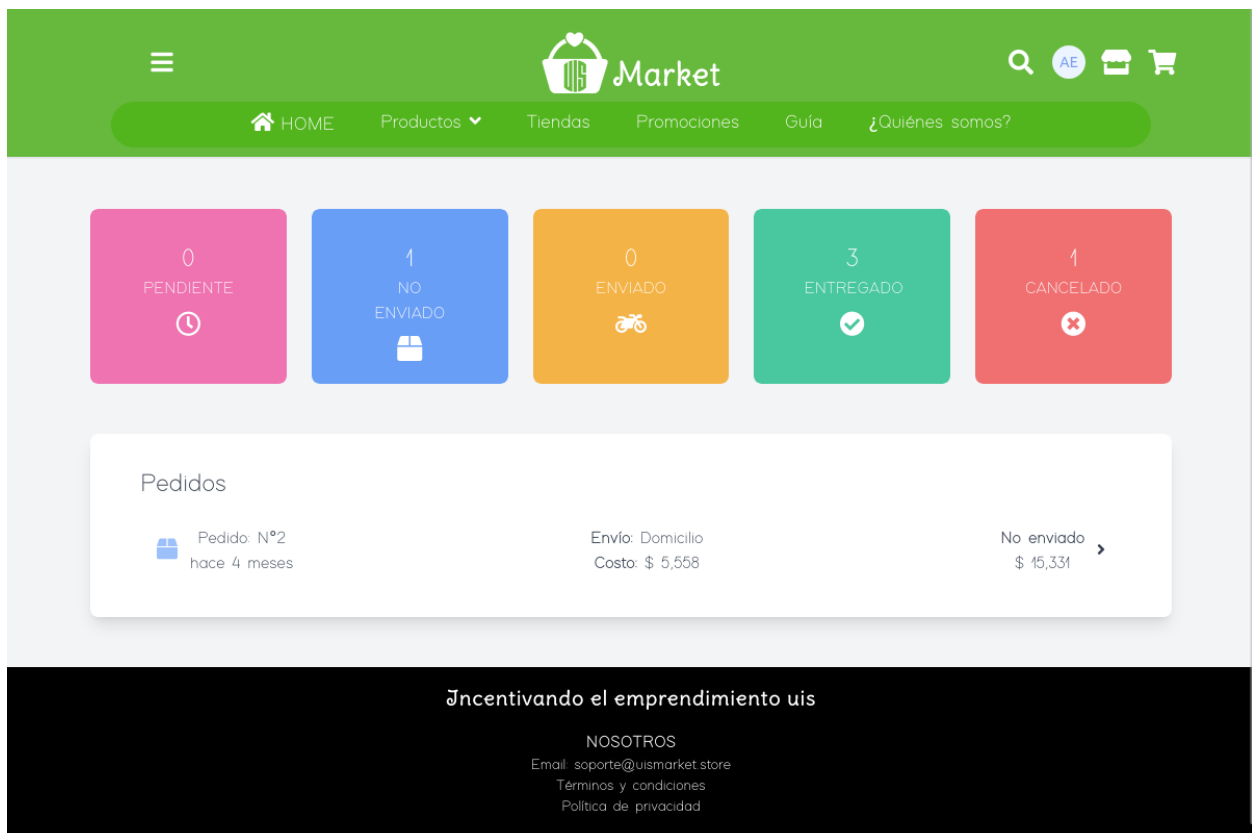 UIS Market
AE
HOME Productos Tiendas Promociones Guía ¿Quiénes somos?
0
PENDIENTE
1
NO
ENVIADO
0
ENVIADO
3
ENTREGADO
1
CANCELADO
Pedidos
Pedido: N°2
hace 4 meses
Envío: Domicilio
Costo: $ 5,558
No enviado
$ 15,331
Incentivando el emprendimiento uis
NOSOTROS
Email: soporte@uismarket.store
Términos y condiciones
Política de privacidad